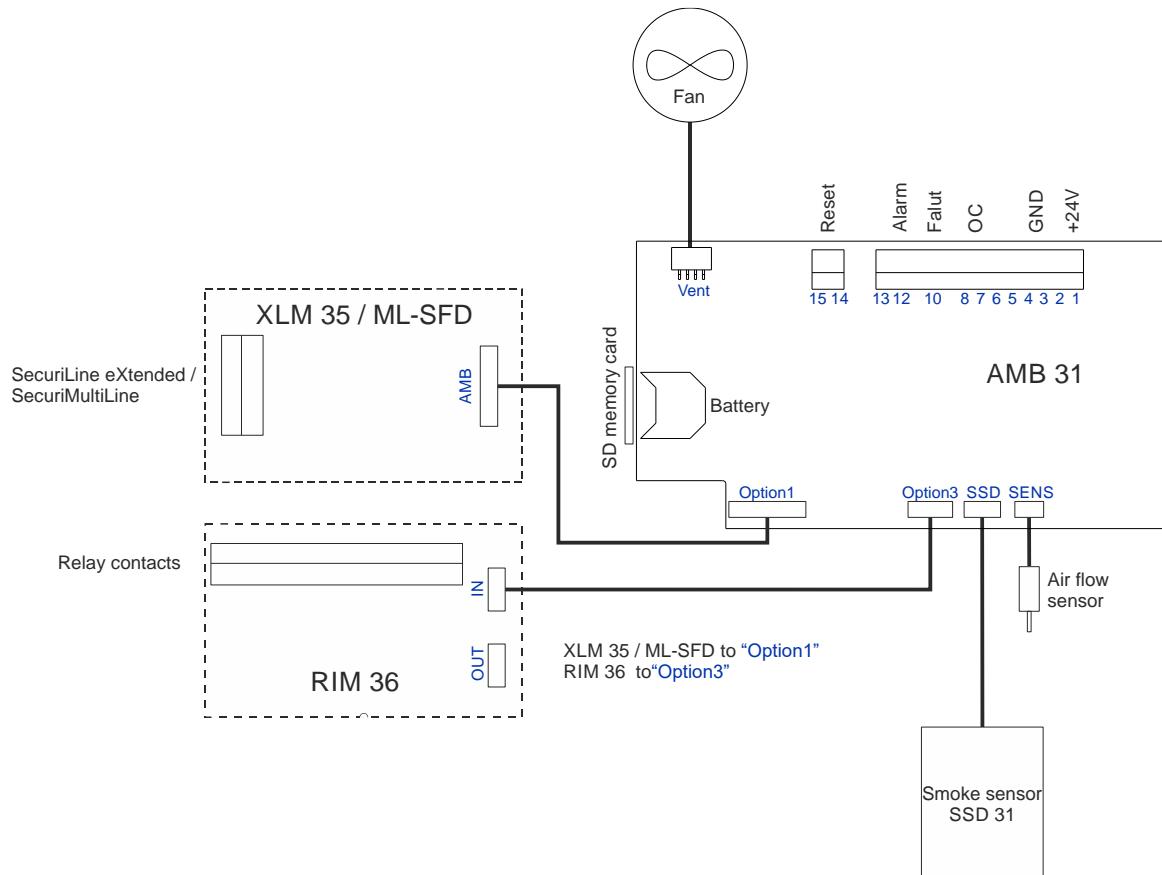 Fan
Reset
Alarm
Falut
OC
GND
+24V
Vent
15 14
13 12 10 8 7 6 5 4 3 2 1
XLM 35 / ML-SFD
SecuriLine eXtended /
SecuriMultiLine
AMB
SD memory card
Battery
AMB 31
Option1
Option3
SSD
SENS
Relay contacts
IN
OUT
RIM 36
Air flow
sensor
XLM 35 / ML-SFD to “Option1”
RIM 36 to“Option3”
Smoke sensor
SSD 31